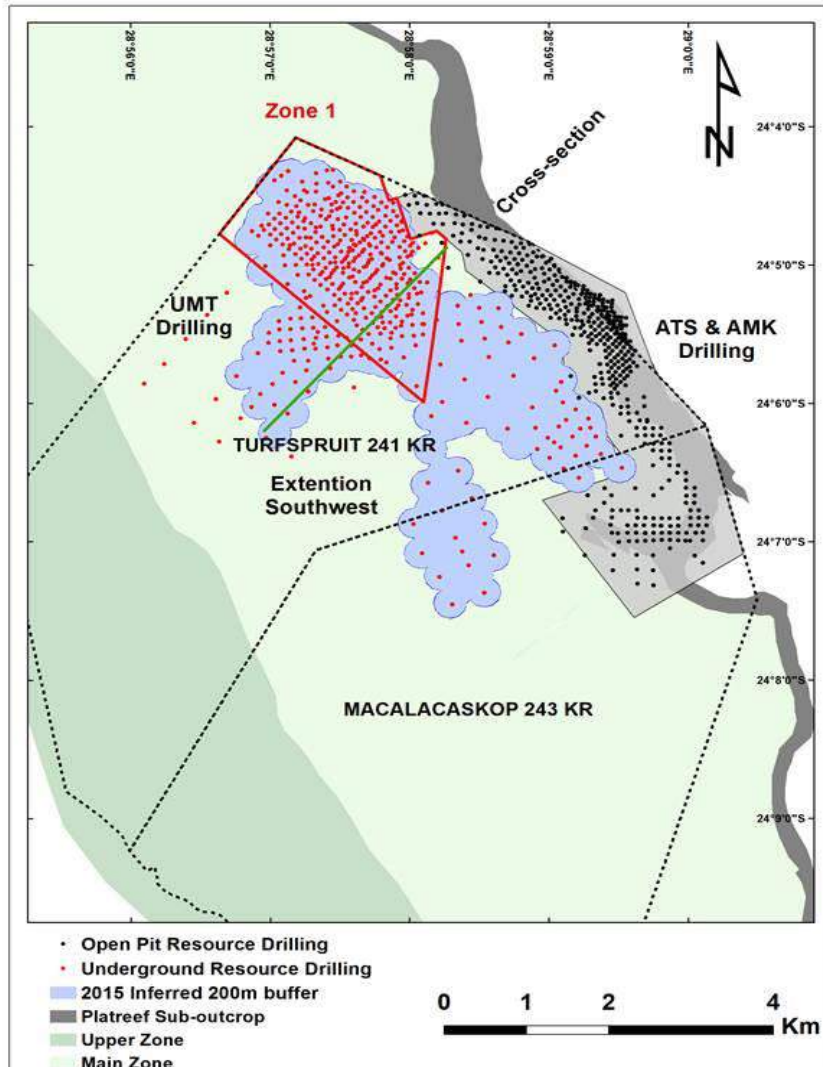 28°56'0"E
28°57'0"E
28°58'0"E
28°59'0"E
29°0'0"E
Zone 1
Cross-section
N
24°4'0"S
24°5'0"S
UMT
Drilling
ATS & AMK
Drilling
24°6'0"S
TURFSPRUIT 241 KR
Extention
Southwest
24°7'0"S
24°8'0"S
MACALACASKOP 243 KR
24°9'0"S
Open Pit Resource Drilling
Underground Resource Drilling
2015 Inferred 200m buffer
Platreef Sub-outcrop
Upper Zone
Main Zone
0 1 2 4
Km